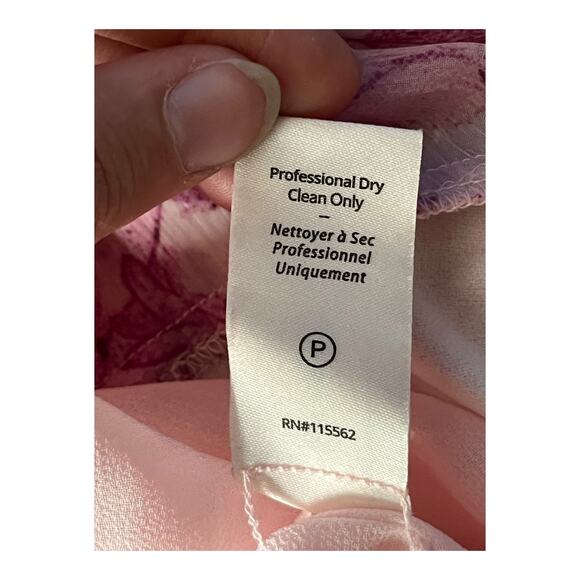 Professional Dry
Clean Only
–
Nettoyer à Sec
Professionnel
Uniquement
P
RN#115562